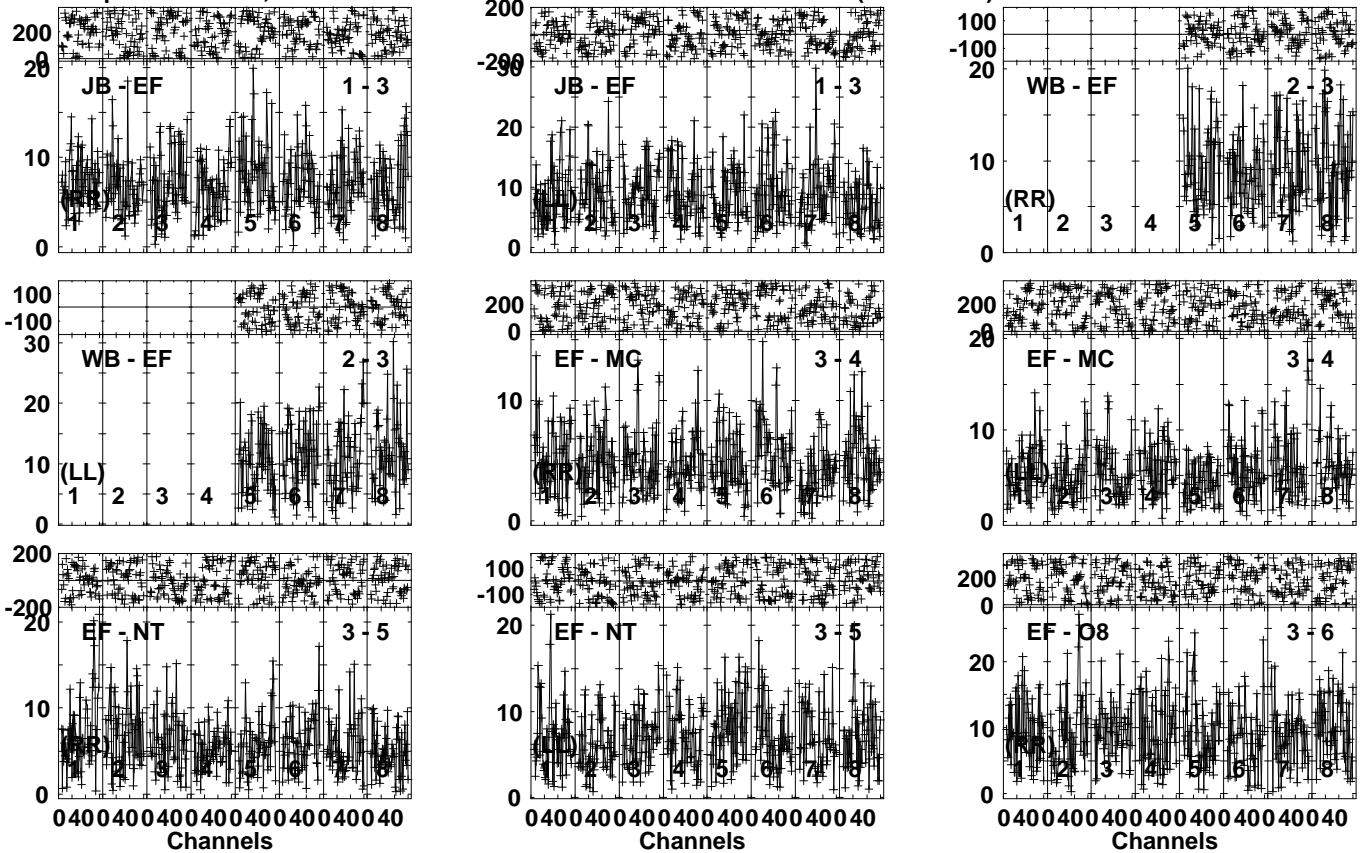 200 0 200 -200 100 -100
20 JB - EF 1 - 3 10 (RR) 0 1 2 3 4 5 6 7 8
30 JB - EF 1 - 3 20 10 (LL) 0 1 2 3 4 5 6 7 8
20 WB - EF 2 - 3 10 (RR) 0 1 2 3 4 5 6 7 8
100 -100 200 0 200 0
30 WB - EF 2 - 3 20 10 (LL) 0 1 2 3 4 5 6 7 8
EF - MC 3 - 4 10 (RR) 0 1 2 3 4 5 6 7 8
20 EF - MC 3 - 4 10 (LL) 0 1 2 3 4 5 6 7 8
200 -200 100 -100 200 0
20 EF - NT 3 - 5 10 (RR) 0 1 2 3 4 5 6 7 8
20 EF - NT 3 - 5 10 (LL) 0 1 2 3 4 5 6 7 8
EF - O8 3 - 6 20 10 (RR) 0 1 2 3 4 5 6 7 8
0 40 0 40 0 40 0 40 0 40 0 40 0 40 0 40
0 40 0 40 0 40 0 40 0 40 0 40 0 40 0 40
0 40 0 40 0 40 0 40 0 40 0 40 0 40 0 40
Channels Channels Channels